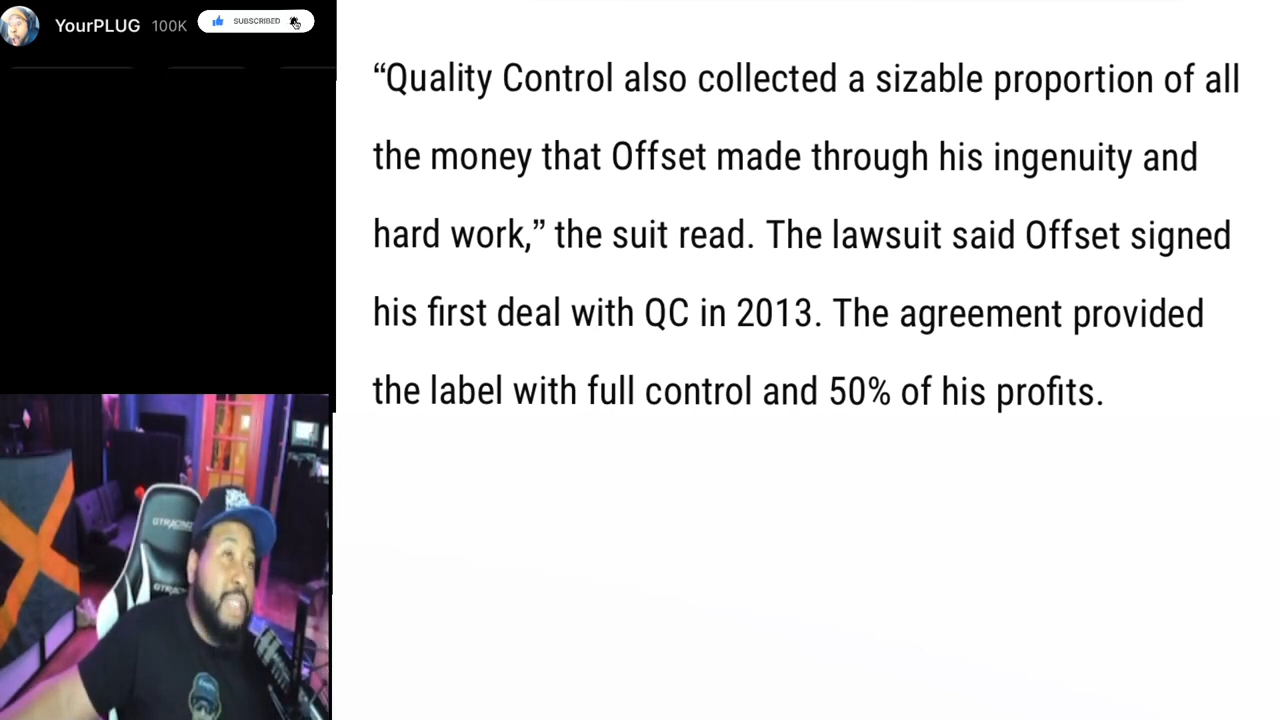 YourPLUG 100K SUBSCRIBED
“Quality Control also collected a sizable proportion of all
the money that Offset made through his ingenuity and
hard work,” the suit read. The lawsuit said Offset signed
his first deal with QC in 2013. The agreement provided
the label with full control and 50% of his profits.
GTRACING
GTRACING